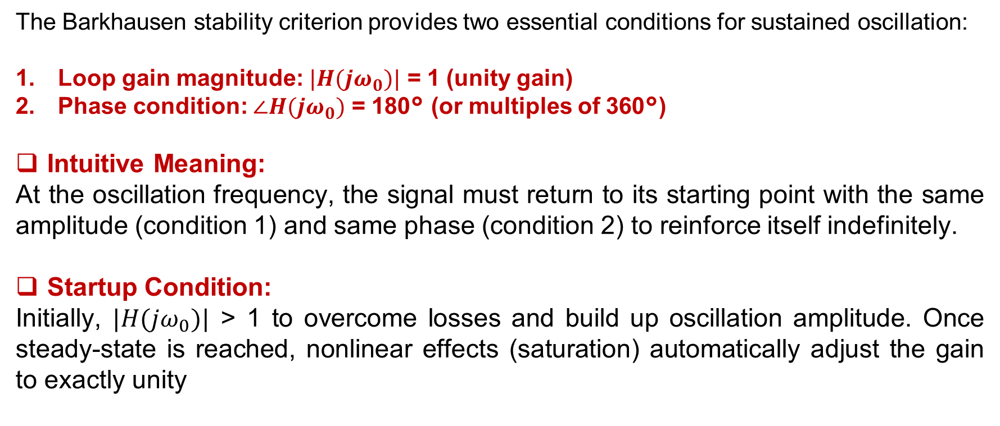 The Barkhausen stability criterion provides two essential conditions for sustained oscillation:
1. Loop gain magnitude: |H(jω₀)| = 1 (unity gain)
2. Phase condition: ∠H(jω₀) = 180° (or multiples of 360°)
❑ Intuitive Meaning:
At the oscillation frequency, the signal must return to its starting point with the same
amplitude (condition 1) and same phase (condition 2) to reinforce itself indefinitely.
❑ Startup Condition:
Initially, |H(jω₀)| > 1 to overcome losses and build up oscillation amplitude. Once
steady-state is reached, nonlinear effects (saturation) automatically adjust the gain
to exactly unity